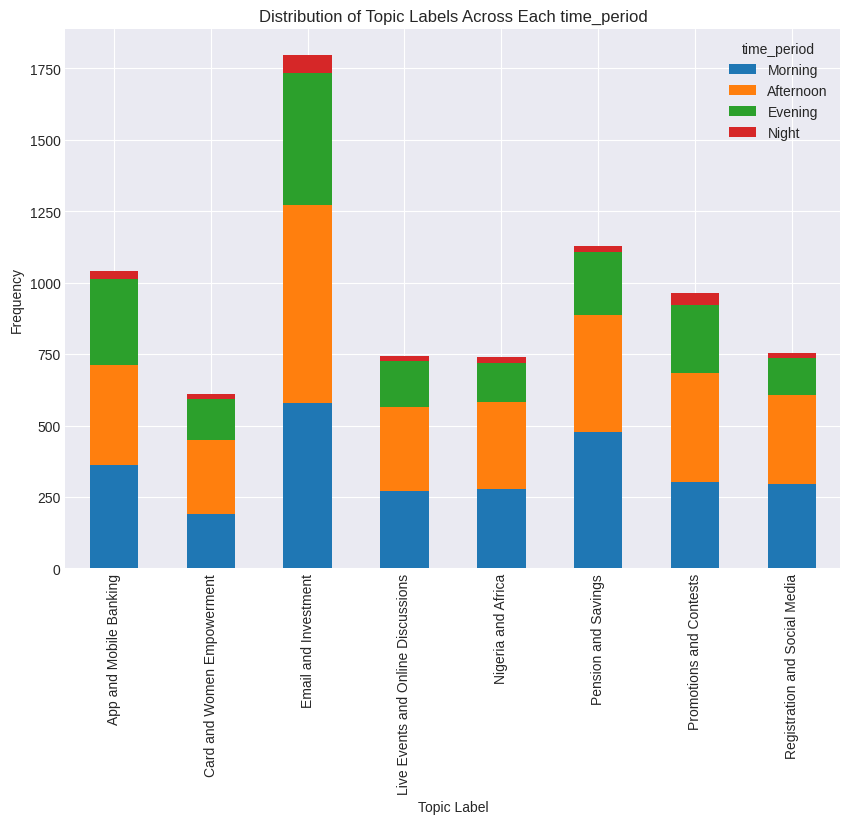 Distribution of Topic Labels Across Each time_period
time_period
Morning
Afternoon
Evening
Night
Frequency
1750
1500
1250
1000
750
500
250
0
App and Mobile Banking
Card and Women Empowerment
Email and Investment
Live Events and Online Discussions
Nigeria and Africa
Pension and Savings
Promotions and Contests
Registration and Social Media
Topic Label